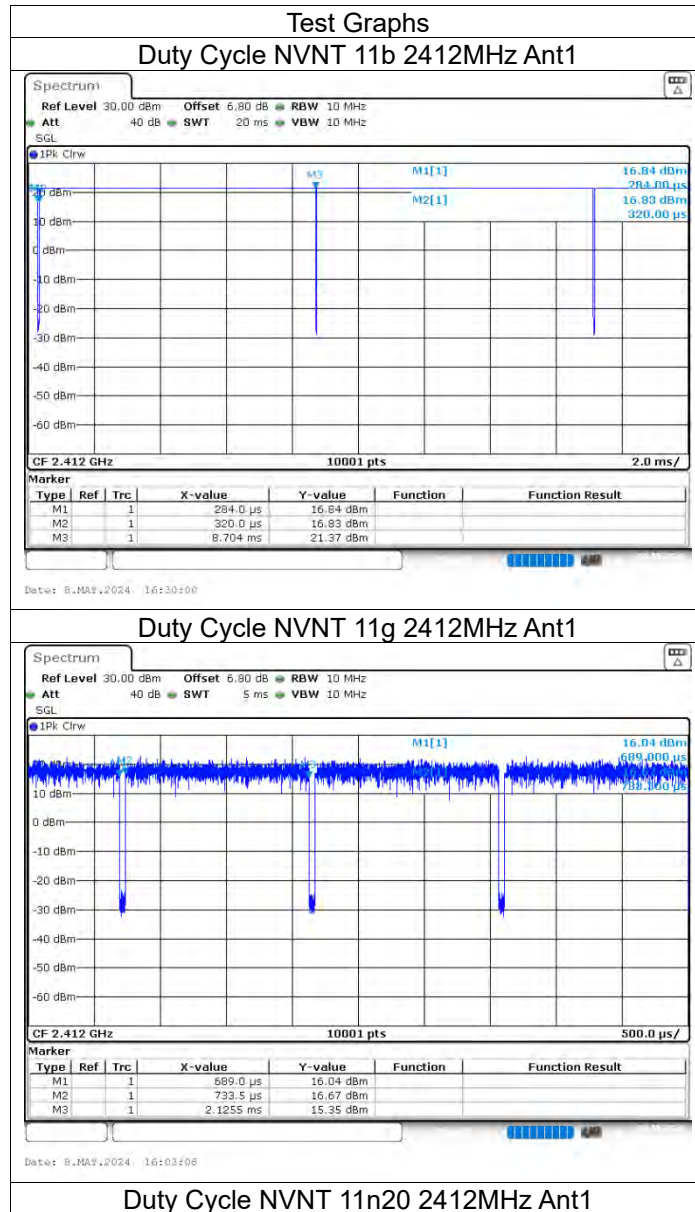 Test Graphs
Duty Cycle NVNT 11b 2412MHz Ant1
Spectrum
Ref Level 30.00 dBm Offset 6.80 dB RBW 10 MHz
Att 40 dB SWT 20 ms VBW 10 MHz
SGL
1Pk Clrw
M3 M1[1] 16.84 dBm
284.00 µs
20 dBm M2[1] 16.83 dBm
320.00 µs
10 dBm
0 dBm
-10 dBm
-20 dBm
-30 dBm
-40 dBm
-50 dBm
-60 dBm
CF 2.412 GHz 10001 pts 2.0 ms/
Marker
Type Ref Trc X-value Y-value Function Function Result
M1 1 284.0 µs 16.84 dBm
M2 1 320.0 µs 16.83 dBm
M3 1 8.704 ms 21.37 dBm
Date: 8.MAY.2024 16:30:00
Duty Cycle NVNT 11g 2412MHz Ant1
Spectrum
Ref Level 30.00 dBm Offset 6.80 dB RBW 10 MHz
Att 40 dB SWT 5 ms VBW 10 MHz
SGL
1Pk Clrw
M1[1] 16.04 dBm
689.000 µs
M2
10 dBm
0 dBm
-10 dBm
-20 dBm
-30 dBm
-40 dBm
-50 dBm
-60 dBm
CF 2.412 GHz 10001 pts 500.0 µs/
Marker
Type Ref Trc X-value Y-value Function Function Result
M1 1 689.0 µs 16.04 dBm
M2 1 733.5 µs 16.67 dBm
M3 1 2.1255 ms 15.35 dBm
Date: 8.MAY.2024 16:03:08
Duty Cycle NVNT 11n20 2412MHz Ant1